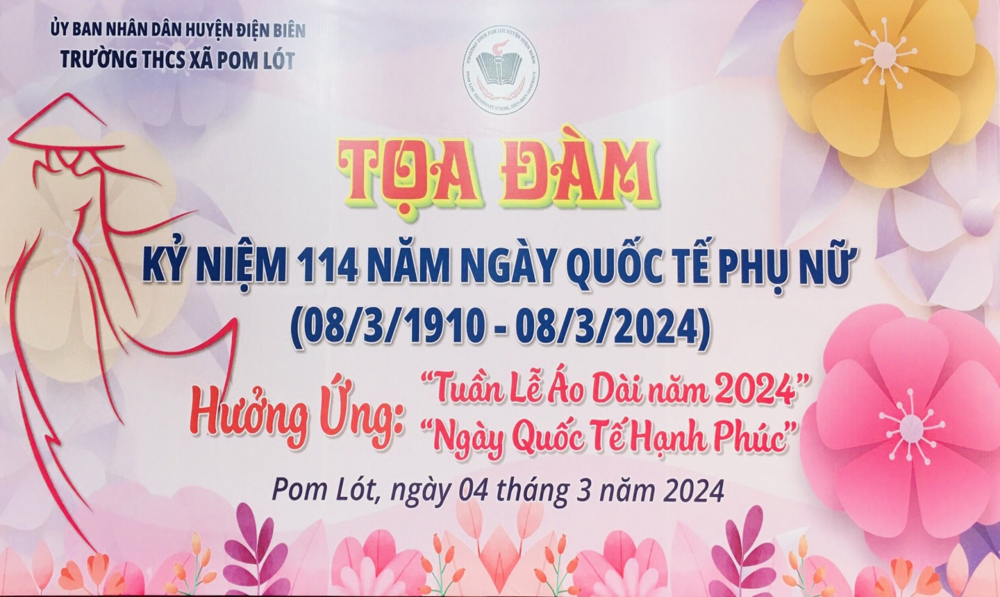 ỦY BAN NHÂN DÂN HUYỆN ĐIỆN BIÊN
TRƯỜNG THCS XÃ POM LÓT
TRƯỜNG THCS POM LÓT HUYỆN ĐIỆN BIÊN
POM LOT SECONDARY SCHOOL, DIEN BIEN DISTRICT
TỌA ĐÀM
KỶ NIỆM 114 NĂM NGÀY QUỐC TẾ PHỤ NỮ
(08/3/1910 - 08/3/2024)
Hưởng Ứng: "Tuần Lễ Áo Dài năm 2024"
"Ngày Quốc Tế Hạnh Phúc"
Pom Lót, ngày 04 tháng 3 năm 2024